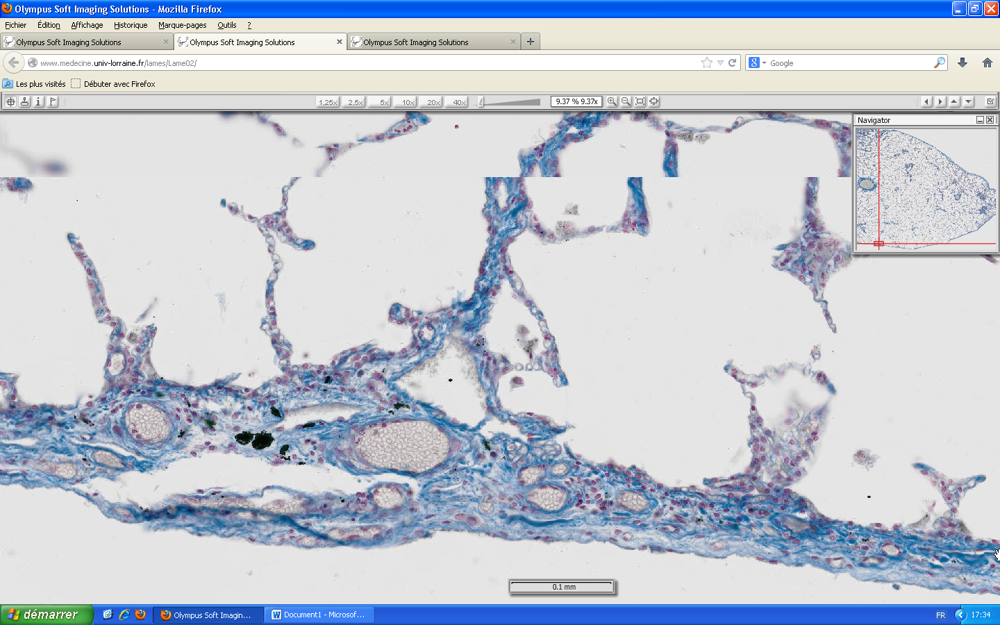 Olympus Soft Imaging Solutions - Mozilla Firefox
Fichier Édition Affichage Historique Marque-pages Outils ?
Olympus Soft Imaging Solutions Olympus Soft Imaging Solutions Olympus Soft Imaging Solutions
www.medecine.univ-lorraine.fr/lames/Lame02/ Google
Les plus visités Débuter avec Firefox
1,25x 2,5x 5x 10x 20x 40x 9.37 % 9.37x
Navigator
0.1 mm
démarrer Olympus Soft Imagin... Document1 - Microsof... FR 17:34